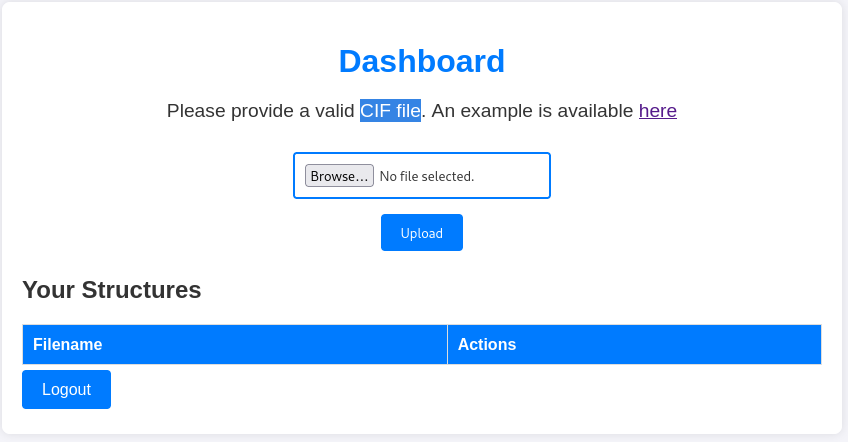 Dashboard
Please provide a valid CIF file. An example is available here
Browse... No file selected.
Upload
Your Structures
Filename Actions
Logout